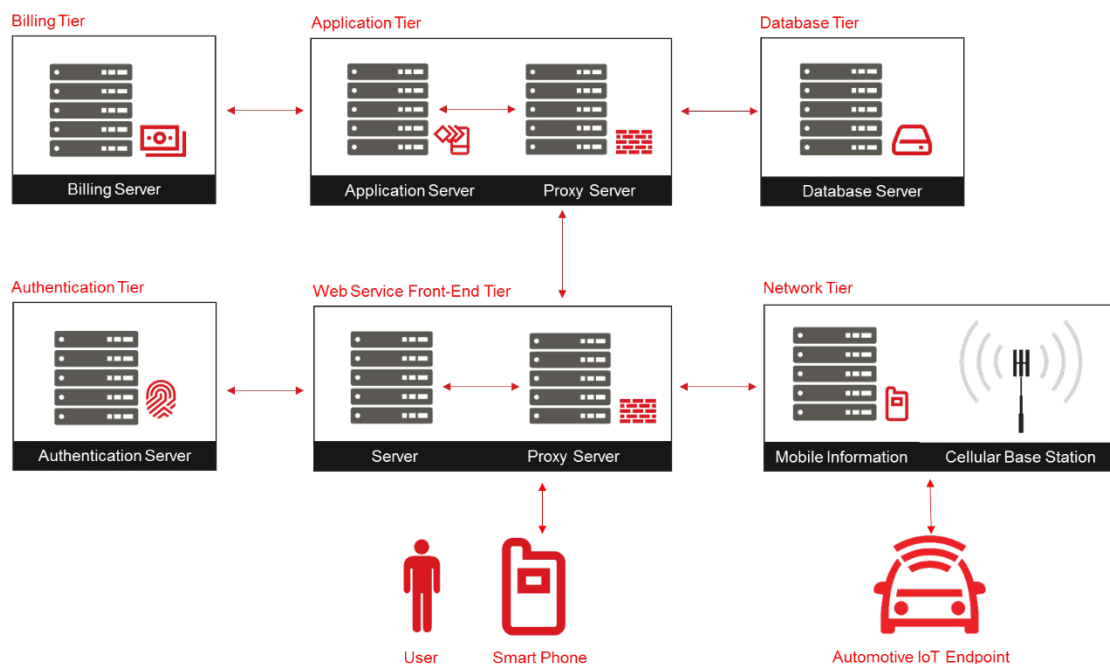 Billing Tier
Application Tier
Database Tier
Billing Server
Application Server
Proxy Server
Database Server
Authentication Tier
Web Service Front-End Tier
Network Tier
Authentication Server
Server
Proxy Server
Mobile Information
Cellular Base Station
User
Smart Phone
Automotive IoT Endpoint